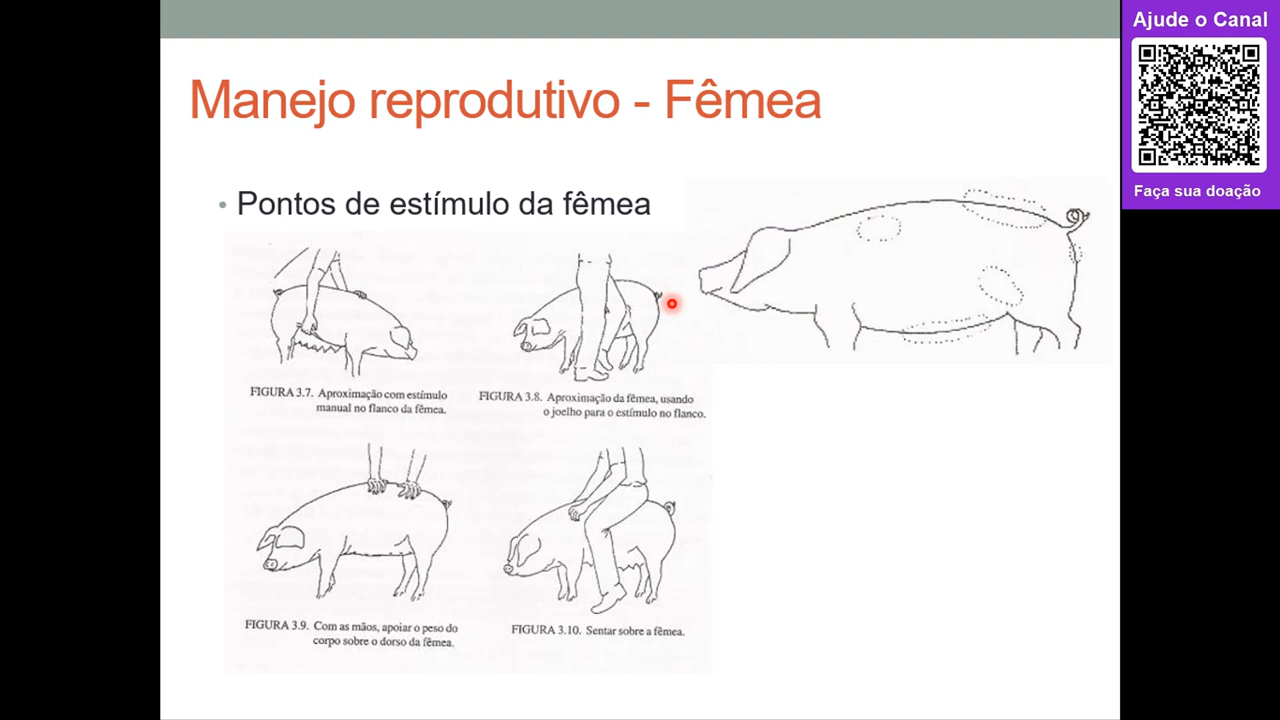 Ajude o Canal
Faça sua doação
Manejo reprodutivo - Fêmea
• Pontos de estímulo da fêmea
FIGURA 3.7. Aproximação com estímulo
manual no flanco da fêmea.
FIGURA 3.8. Aproximação da fêmea, usando
o joelho para o estímulo no flanco.
FIGURA 3.9. Com as mãos, apoiar o peso do
corpo sobre o dorso da fêmea.
FIGURA 3.10. Sentar sobre a fêmea.